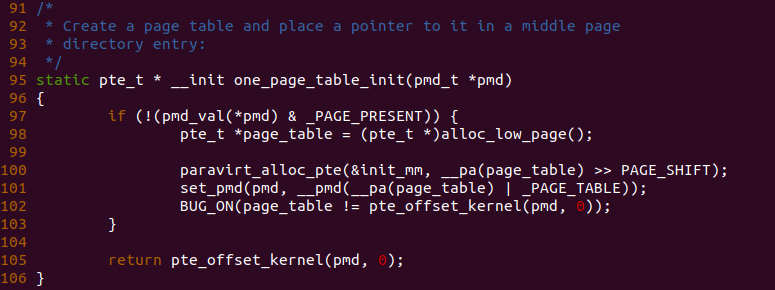 91 /*
92  * Create a page table and place a pointer to it in a middle page
93  * directory entry:
94  */
95 static pte_t * __init one_page_table_init(pmd_t *pmd)
96 {
97         if (!(pmd_val(*pmd) & _PAGE_PRESENT)) {
98                 pte_t *page_table = (pte_t *)alloc_low_page();
99
100                 paravirt_alloc_pte(&init_mm, __pa(page_table) >> PAGE_SHIFT);
101                 set_pmd(pmd, __pmd(__pa(page_table) | _PAGE_TABLE));
102                 BUG_ON(page_table != pte_offset_kernel(pmd, 0));
103         }
104
105         return pte_offset_kernel(pmd, 0);
106 }